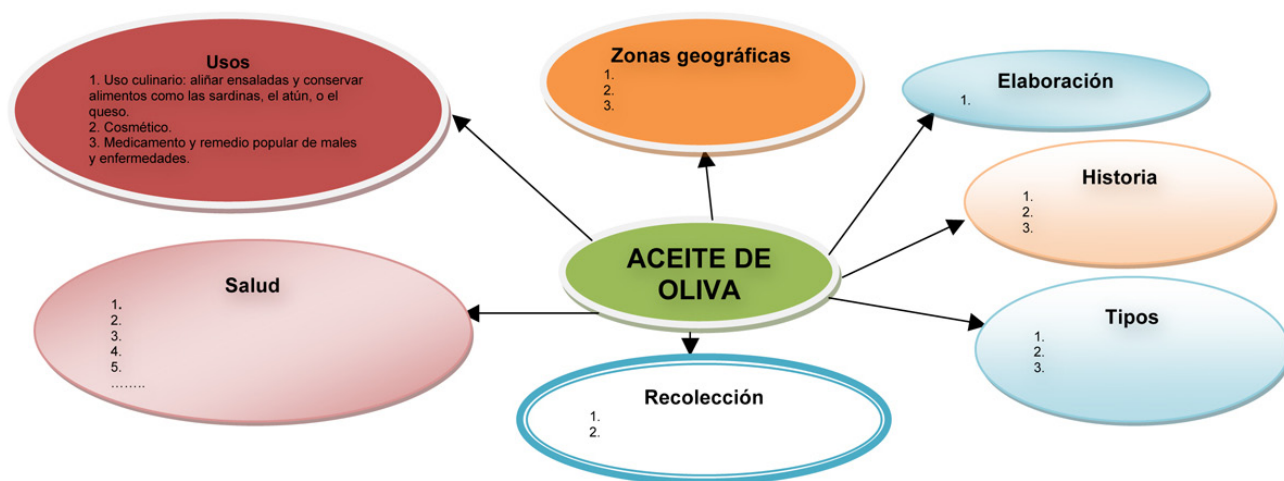 Usos
1. Uso culinario: aliñar ensaladas y conservar
alimentos como las sardinas, el atún, o el
queso.
2. Cosmético.
3. Medicamento y remedio popular de males
y enfermedades.
Zonas geográficas
1.
2.
3.
Elaboración
1.
Historia
1.
2.
3.
ACEITE DE
OLIVA
Salud
1.
2.
3.
4.
5.
……..
Tipos
1.
2.
3.
Recolección
1.
2.